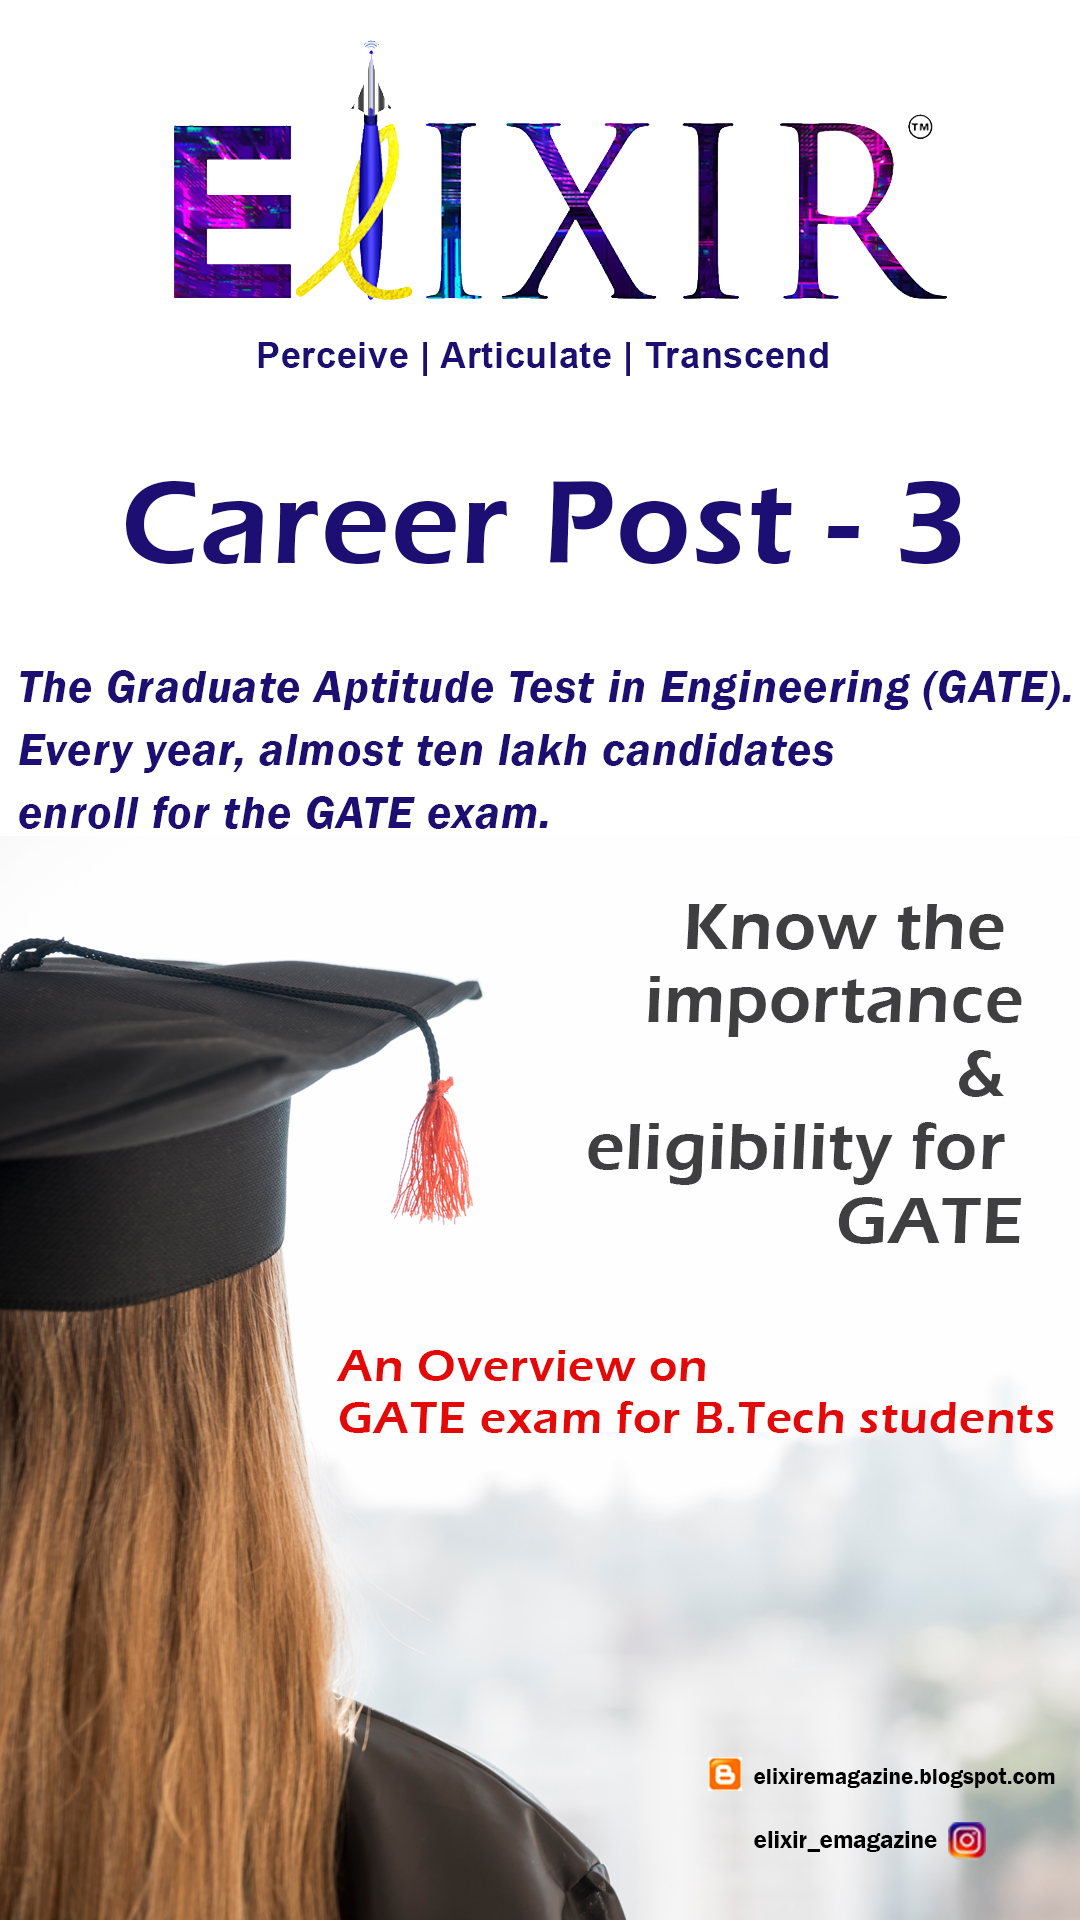 ElIXIR TM
Perceive | Articulate | Transcend
Career Post - 3
The Graduate Aptitude Test in Engineering (GATE).
Every year, almost ten lakh candidates
enroll for the GATE exam.
Know the
importance
&
eligibility for
GATE
An Overview on
GATE exam for B.Tech students
elixiremagazine.blogspot.com
elixir_emagazine